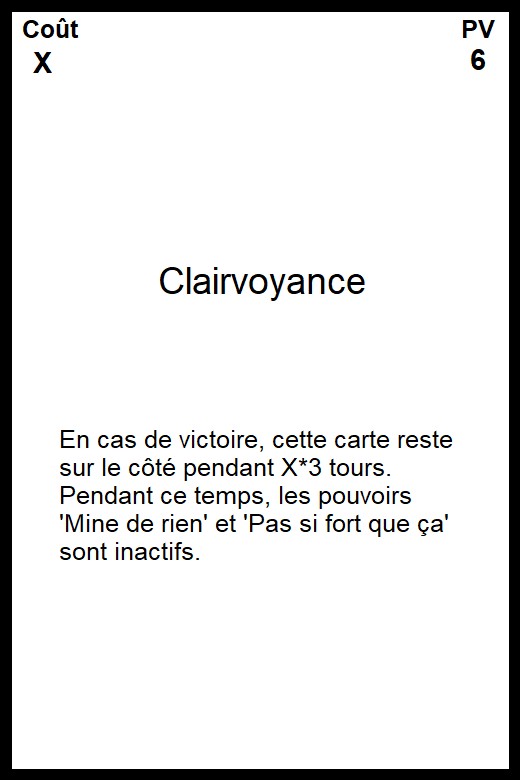 Coût PV
X 6
Clairvoyance
En cas de victoire, cette carte reste
sur le côté pendant X*3 tours.
Pendant ce temps, les pouvoirs
'Mine de rien' et 'Pas si fort que ça'
sont inactifs.